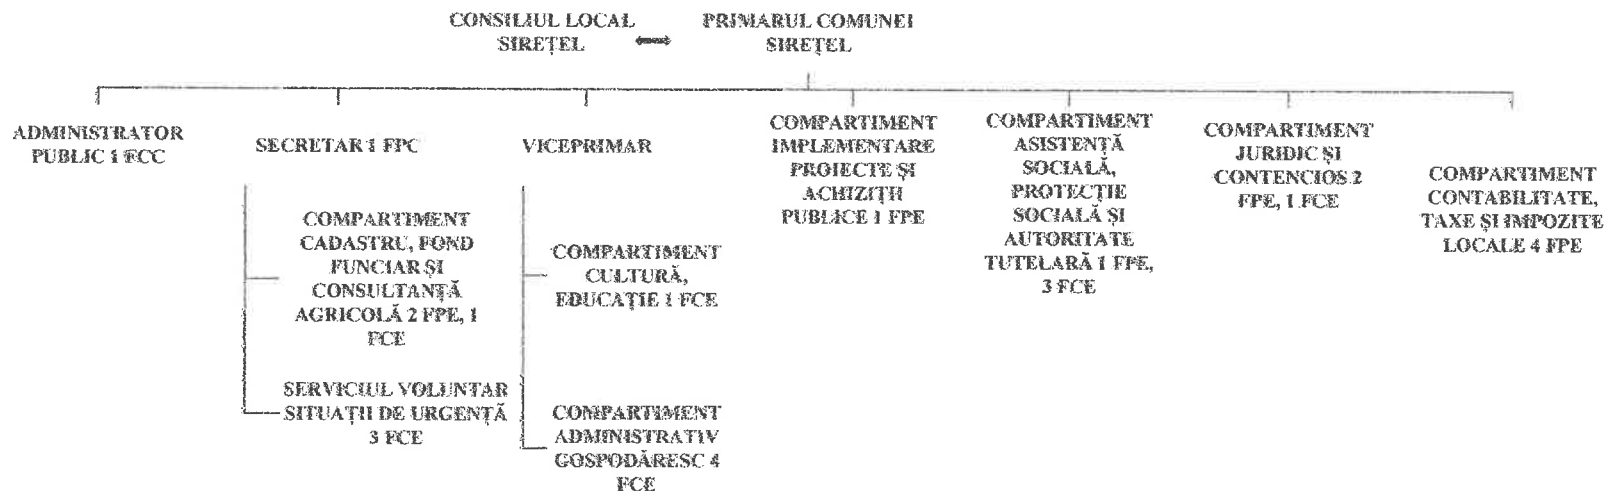 CONSILIUL LOCAL
SIREȚEL
PRIMARUL COMUNEI
SIREȚEL
ADMINISTRATOR
PUBLIC 1 FCC
SECRETAR 1 FPC
VICEPRIMAR
COMPARTIMENT
IMPLEMENTARE
PROIECTE ȘI
ACHIZIȚII
PUBLICE 1 FPE
COMPARTIMENT
ASISTENȚĂ
SOCIALĂ,
PROTECȚIE
SOCIALĂ ȘI
AUTORITATE
TUTELARĂ 1 FPE,
3 FCE
COMPARTIMENT
JURIDIC ȘI
CONTENCIOS 2
FPE, 1 FCE
COMPARTIMENT
CONTABILITATE,
TAXE ȘI IMPOZITE
LOCALE 4 FPE
COMPARTIMENT
CADASTRU, FOND
FUNCIAR ȘI
CONSULTANȚĂ
AGRICOLĂ 2 FPE, 1
FCE
SERVICIUL VOLUNTAR
SITUAȚII DE URGENȚĂ
3 FCE
COMPARTIMENT
CULTURĂ,
EDUCAȚIE 1 FCE
COMPARTIMENT
ADMINISTRATIV
GOSPODĂRESC 4
FCE